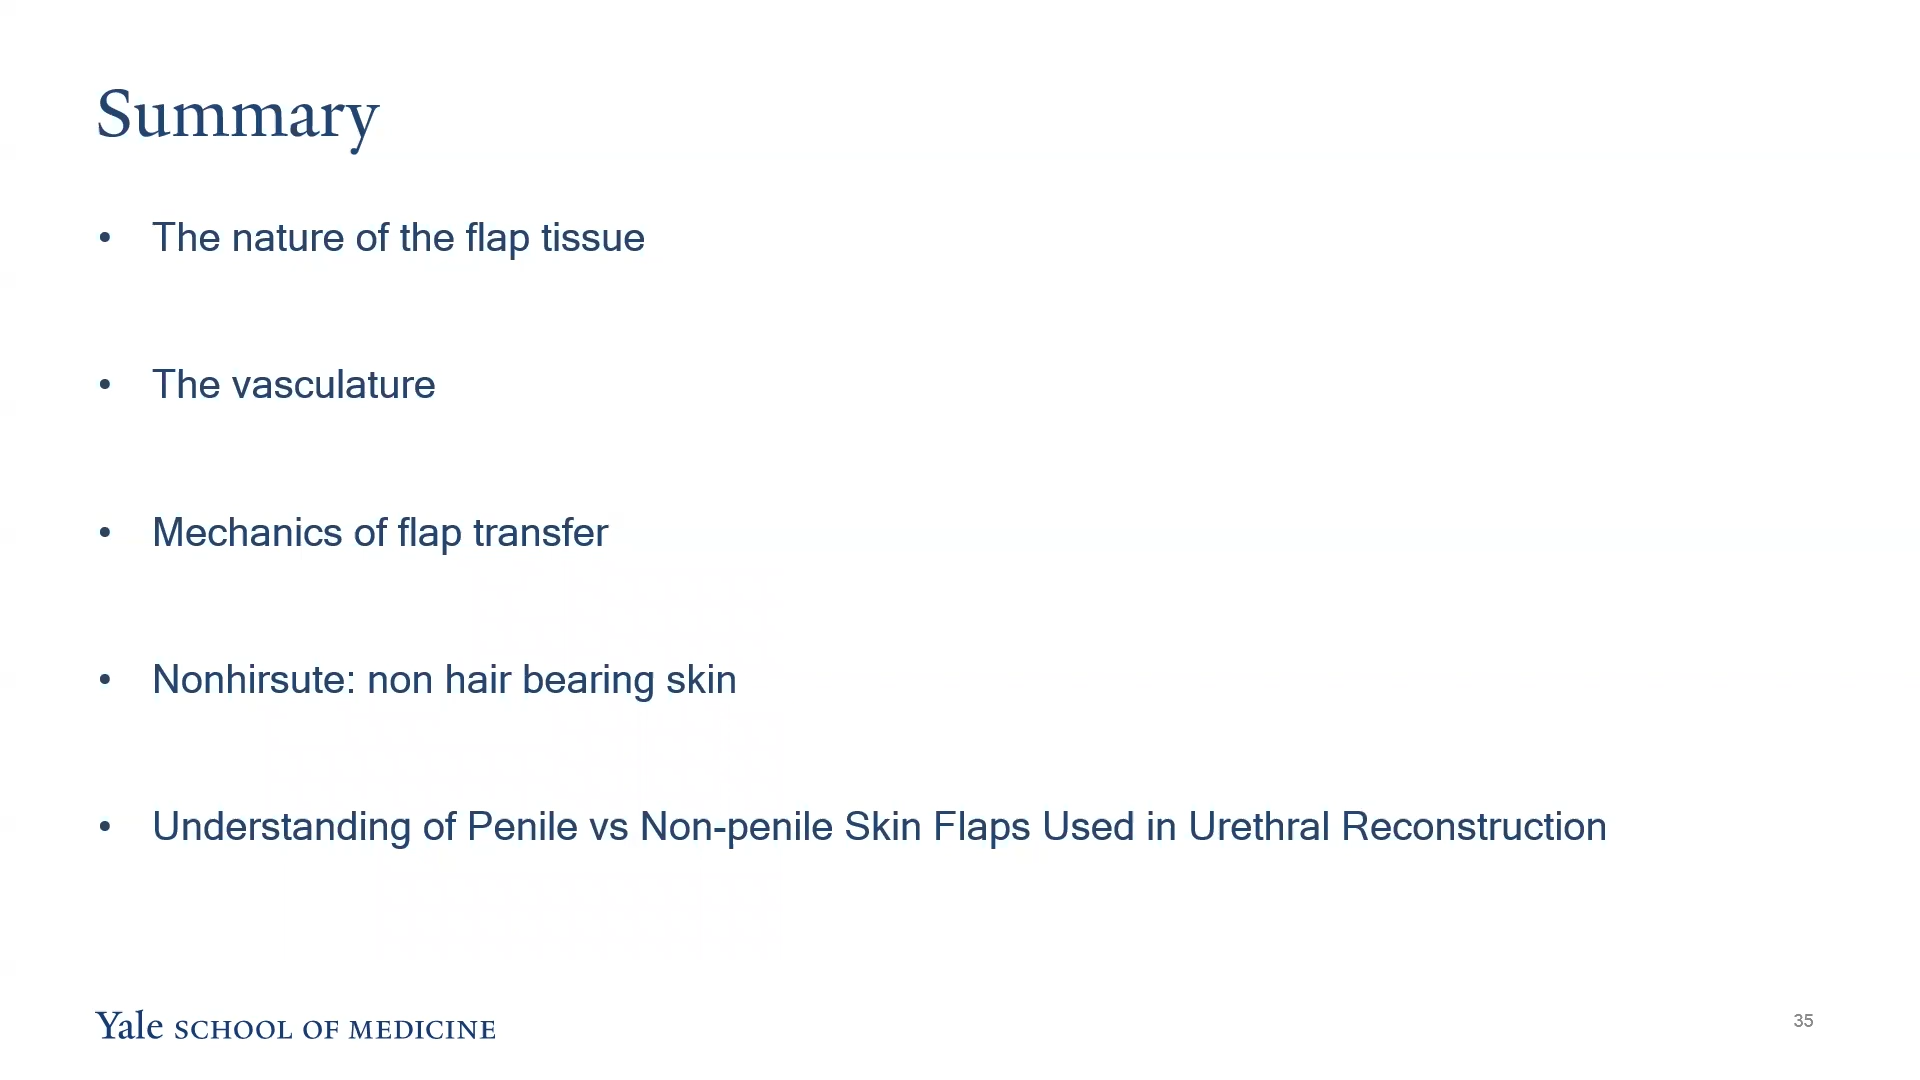 Summary
• The nature of the flap tissue
• The vasculature
• Mechanics of flap transfer
• Nonhirsute: non hair bearing skin
• Understanding of Penile vs Non-penile Skin Flaps Used in Urethral Reconstruction
Yale SCHOOL OF MEDICINE
35